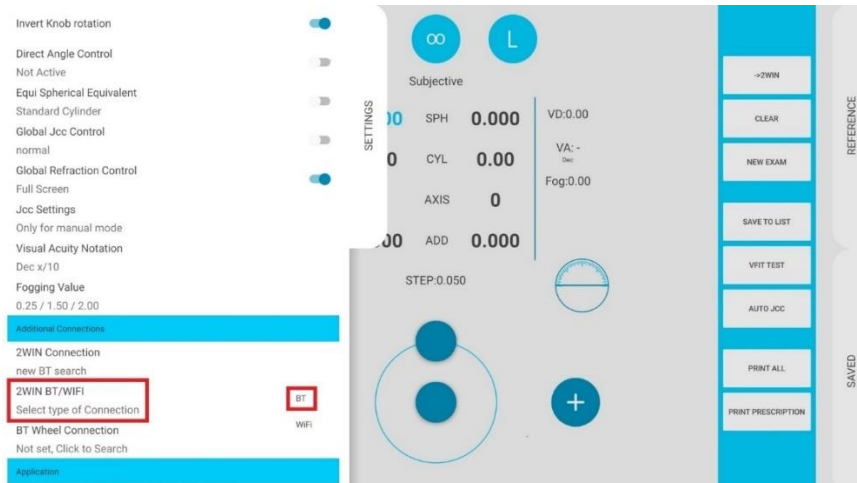 Invert Knob rotation
Direct Angle Control
Not Active
Equi Spherical Equivalent
Standard Cylinder
Global Jcc Control
normal
Global Refraction Control
Full Screen
Jcc Settings
Only for manual mode
Visual Acuity Notation
Dec x/10
Fogging Value
0.25 / 1.50 / 2.00
Additional Connections
2WIN Connection
new BT search
2WIN BT/WIFI
Select type of Connection
BT
WiFi
BT Wheel Connection
Not set, Click to Search
Application
SETTINGS
∞
L
Subjective
00 SPH 0.000
0 CYL 0.00
AXIS 0
00 ADD 0.000
VD:0.00
VA: -
Dec
Fog:0.00
STEP:0.050
+
->2WIN
CLEAR
NEW EXAM
SAVE TO LIST
VFIT TEST
AUTO JCC
PRINT ALL
PRINT PRESCRIPTION
REFERENCE
SAVED